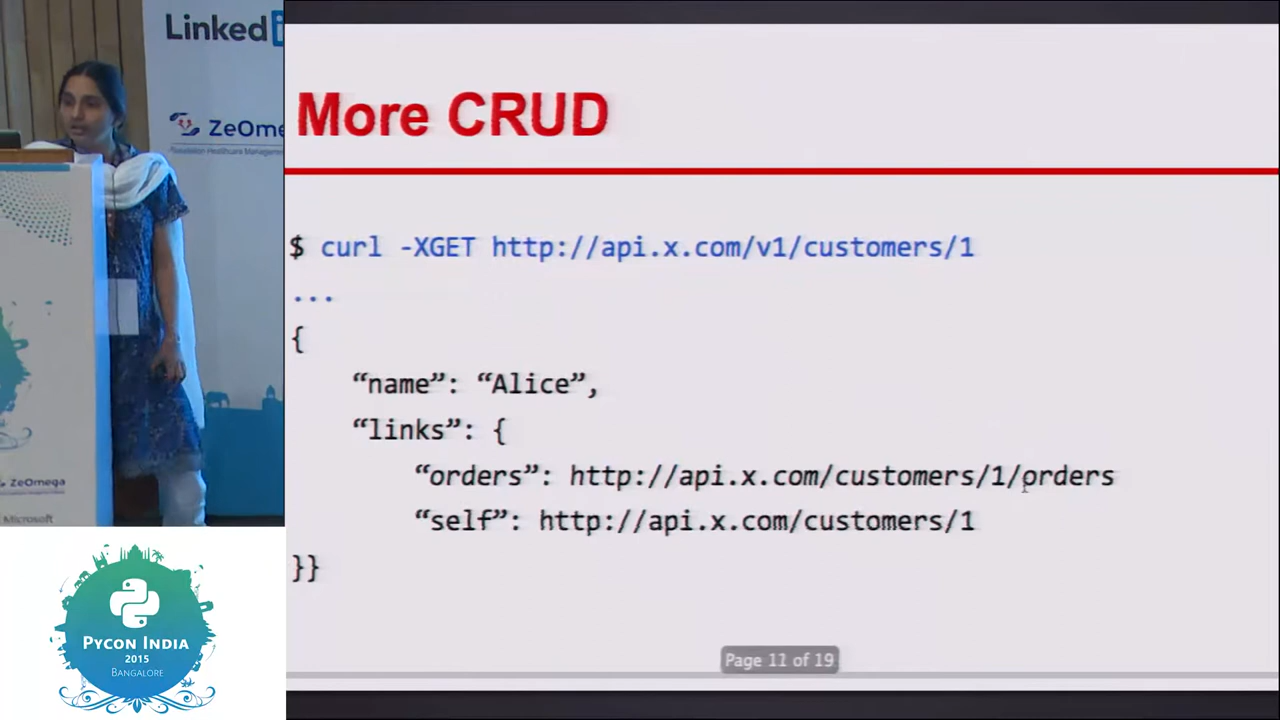 Linked
ZeOme
More CRUD
$ curl -XGET http://api.x.com/v1/customers/1
...
{
“name”: “Alice”,
“links”: {
“orders”: http://api.x.com/customers/1/orders
“self”: http://api.x.com/customers/1
}}
Page 11 of 19
ZeOmega
Microsoft
PYCON INDIA
2015
BANGALORE